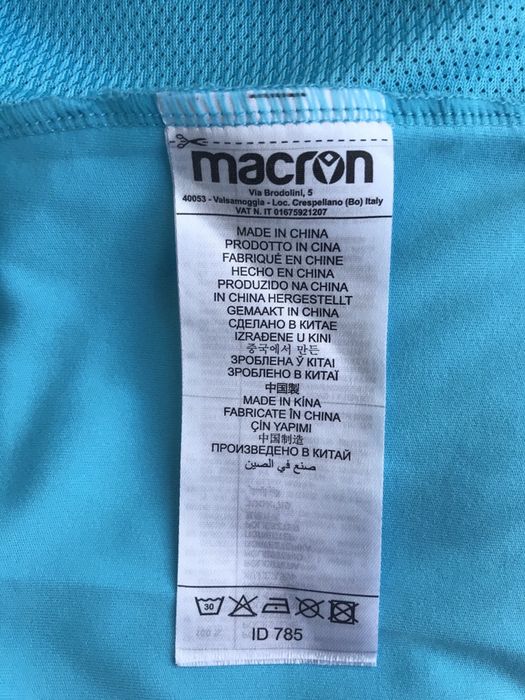 macron
Via Brodolini, 5
40053 - Valsamoggia - Loc. Crespellano (Bo) Italy
VAT N. IT 01675921207
MADE IN CHINA
PRODOTTO IN CINA
FABRIQUÉ EN CHINE
HECHO EN CHINA
PRODUZIDO NA CHINA
IN CHINA HERGESTELLT
GEMAAKT IN CHINA
СДЕЛАНО В КИТАЕ
IZRAĐENE U KINI
중국에서 만든
ЗРОБЛЕНА Ў КІТАІ
ЗРОБЛЕНО В КИТАЇ
中国製
MADE IN KÍNA
FABRICATE ÎN CHINA
ÇİN YAPIMI
中国制造
ПРОИЗВЕДЕНО В КИТАЙ
صنع في الصين
30
ID 785